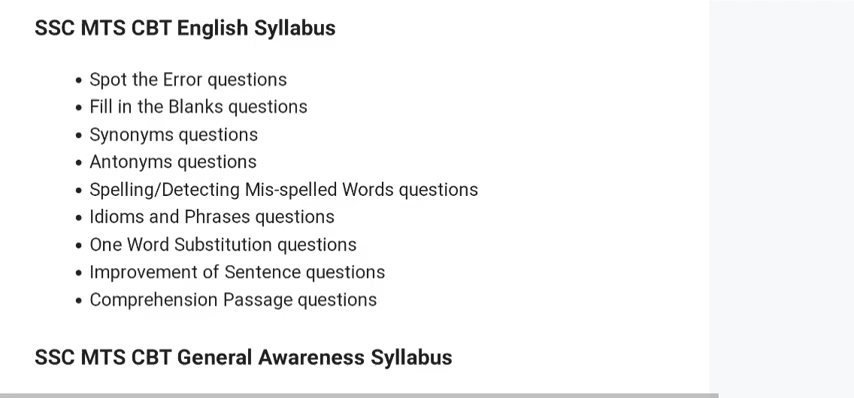 SSC MTS CBT English Syllabus
• Spot the Error questions
• Fill in the Blanks questions
• Synonyms questions
• Antonyms questions
• Spelling/Detecting Mis-spelled Words questions
• Idioms and Phrases questions
• One Word Substitution questions
• Improvement of Sentence questions
• Comprehension Passage questions
SSC MTS CBT General Awareness Syllabus